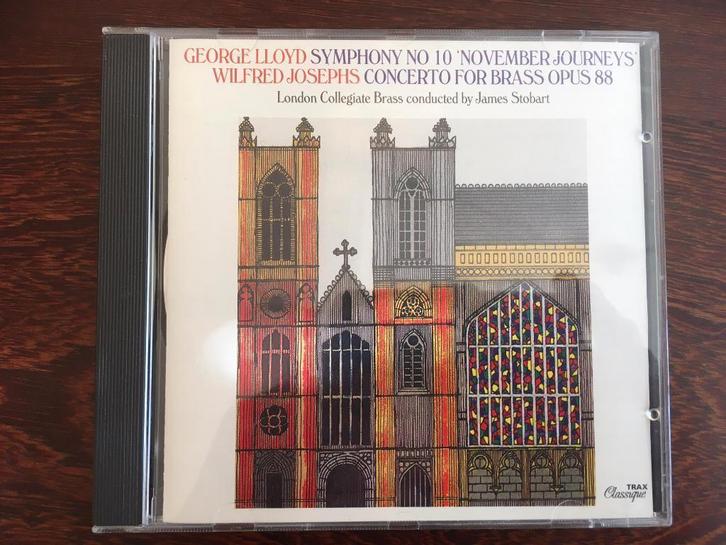 GEORGE LLOYD SYMPHONY NO 10 'NOVEMBER JOURNEYS'
WILFRED JOSEPHS CONCERTO FOR BRASS OPUS 88
London Collegiate Brass conducted by James Stobart
TRAX
Classique